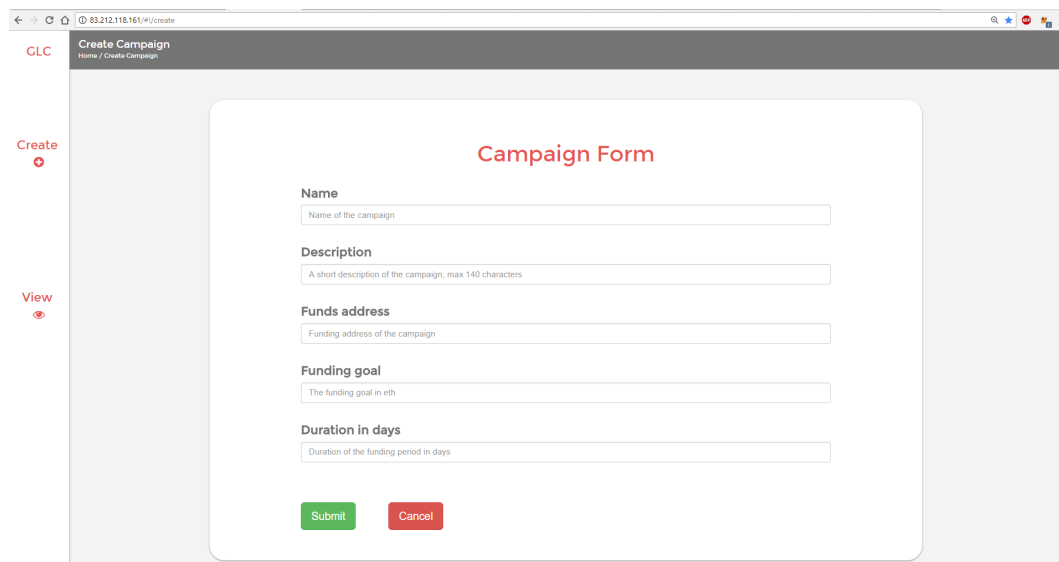 83.212.118.161/#/create
GLC
Create Campaign
Home / Create Campaign
Create
View
Campaign Form
Name
Name of the campaign
Description
A short description of the campaign, max 140 characters
Funds address
Funding address of the campaign
Funding goal
The funding goal in eth
Duration in days
Duration of the funding period in days
Submit
Cancel